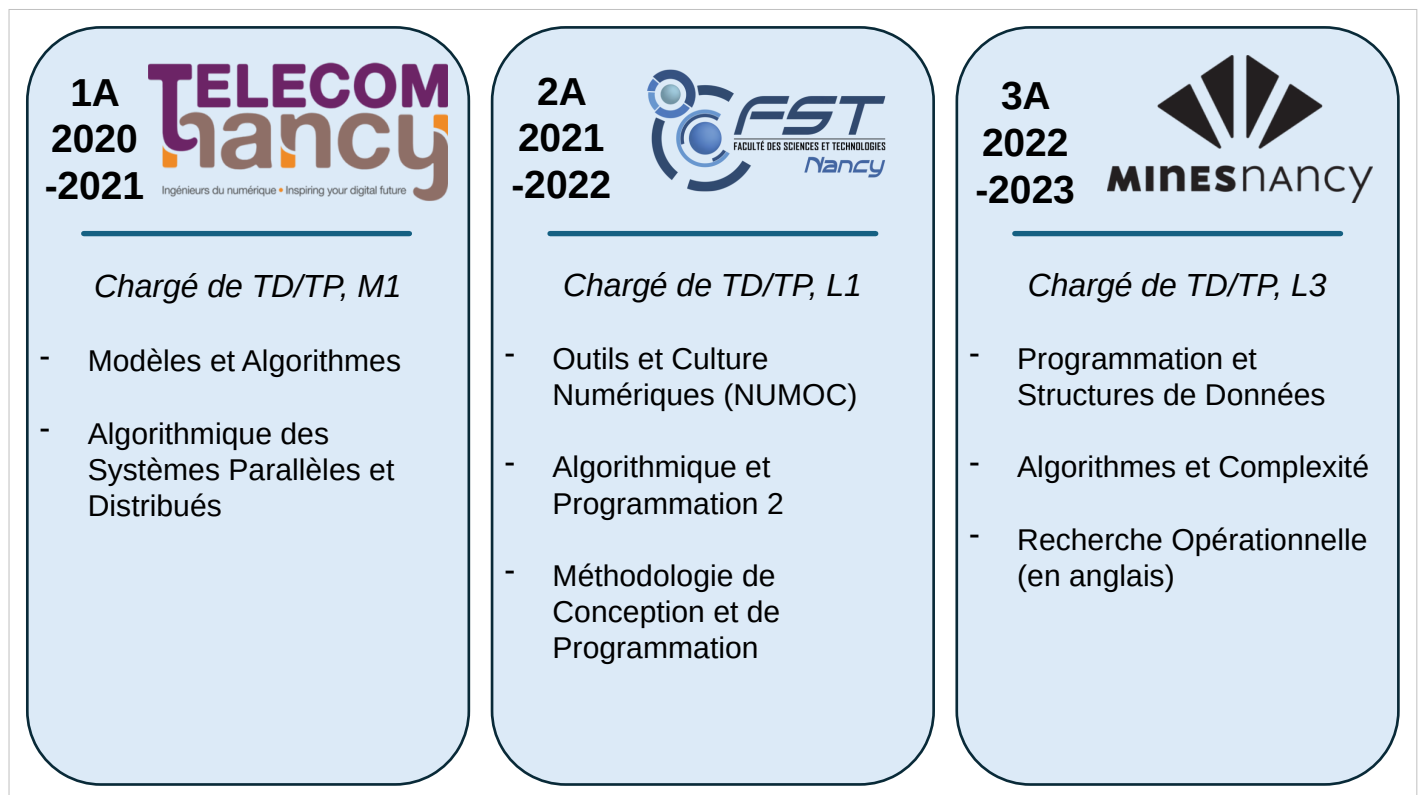 1A
2020
-2021
TELECOM
nancy
Ingénieurs du numérique • Inspiring your digital future
Chargé de TD/TP, M1
- Modèles et Algorithmes
- Algorithmique des
Systèmes Parallèles et
Distribués
2A
2021
-2022
FST
FACULTÉ DES SCIENCES ET TECHNOLOGIES
Nancy
Chargé de TD/TP, L1
- Outils et Culture
Numériques (NUMOC)
- Algorithmique et
Programmation 2
- Méthodologie de
Conception et de
Programmation
3A
2022
-2023
MINESNANCY
Chargé de TD/TP, L3
- Programmation et
Structures de Données
- Algorithmes et Complexité
- Recherche Opérationnelle
(en anglais)